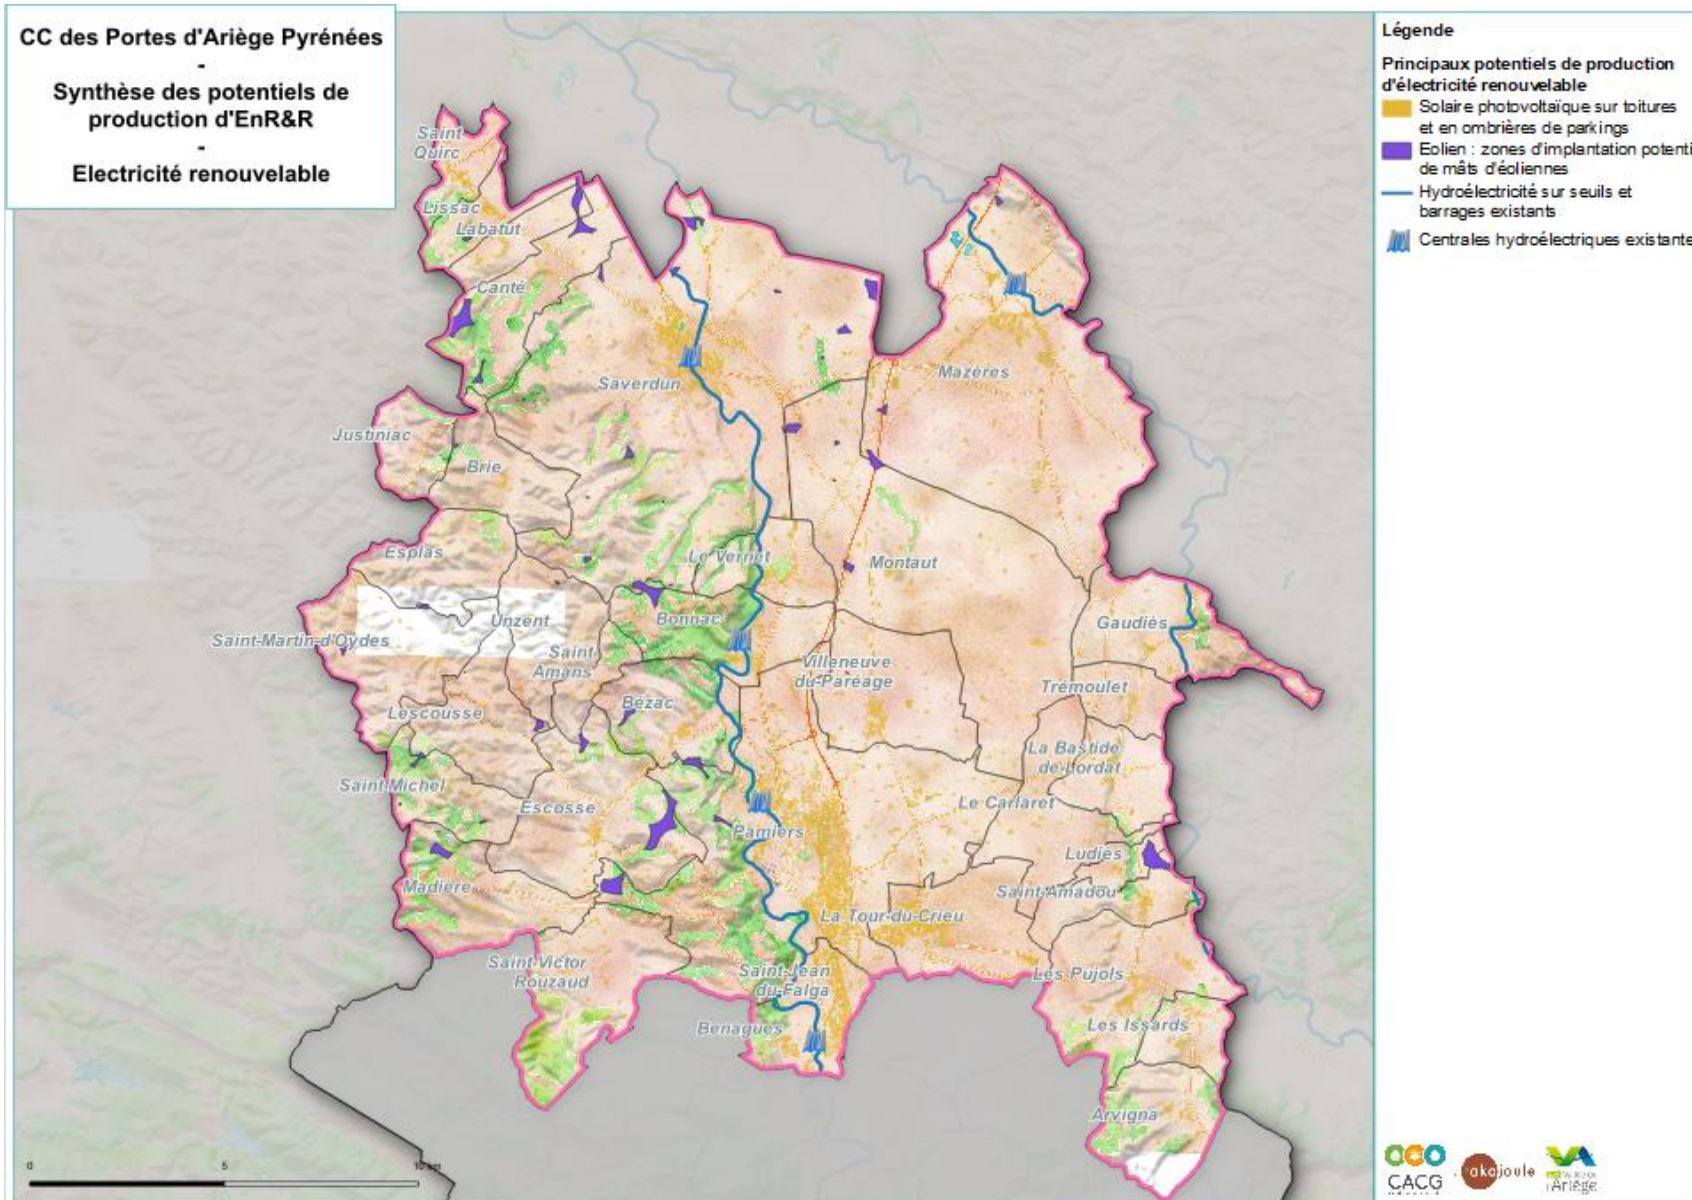 CC des Portes d'Ariège Pyrénées
-
Synthèse des potentiels de
production d'EnR&R
-
Electricité renouvelable
Légende
Principaux potentiels de production
d'électricité renouvelable
Solaire photovoltaïque sur toitures
et en ombrières de parkings
Eolien : zones d'implantation potenti
de mâts d'éoliennes
Hydroélectricité sur seuils et
barrages existants
Centrales hydroélectriques existante
Saint
Quirc
Lissac
Labatut
Canté
Saverdun
Mazères
Justiniac
Brie
Esplas
Le Vernet
Montaut
Unzent
Bonnac
Gaudiès
Saint-Martin-d'Oydes
Saint
Amans
Villeneuve
du-Paréage
Trémoulet
Bézac
Lescousse
La Bastide
de-Lordat
Saint-Michel
Escosse
Le Carlaret
Pamiers
Ludiès
Madière
Saint-Amadou
La Tour-du-Crieu
Saint-Victor
Rouzaud
Saint-Jean
du-Falga
Les Pujols
Benagues
Les Issards
Arvigna
0 5 10 km
CACG
akajoule
Ariège